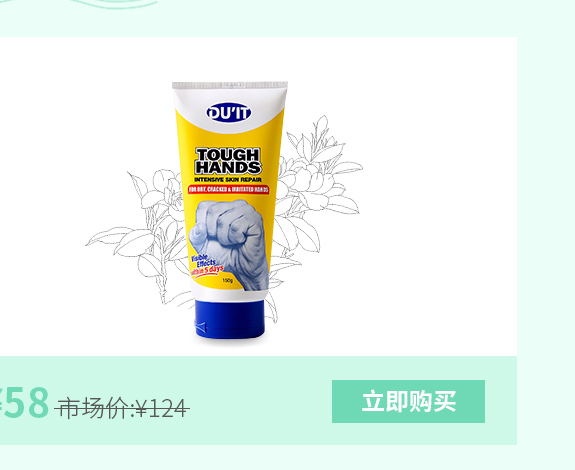 DU'IT
TOUGH
HANDS
INTENSIVE SKIN REPAIR
FOR DRY, CRACKED & IRRITATED HANDS
Visible
Effects
within 5 days
150g
¥58 市场价:¥124
立即购买